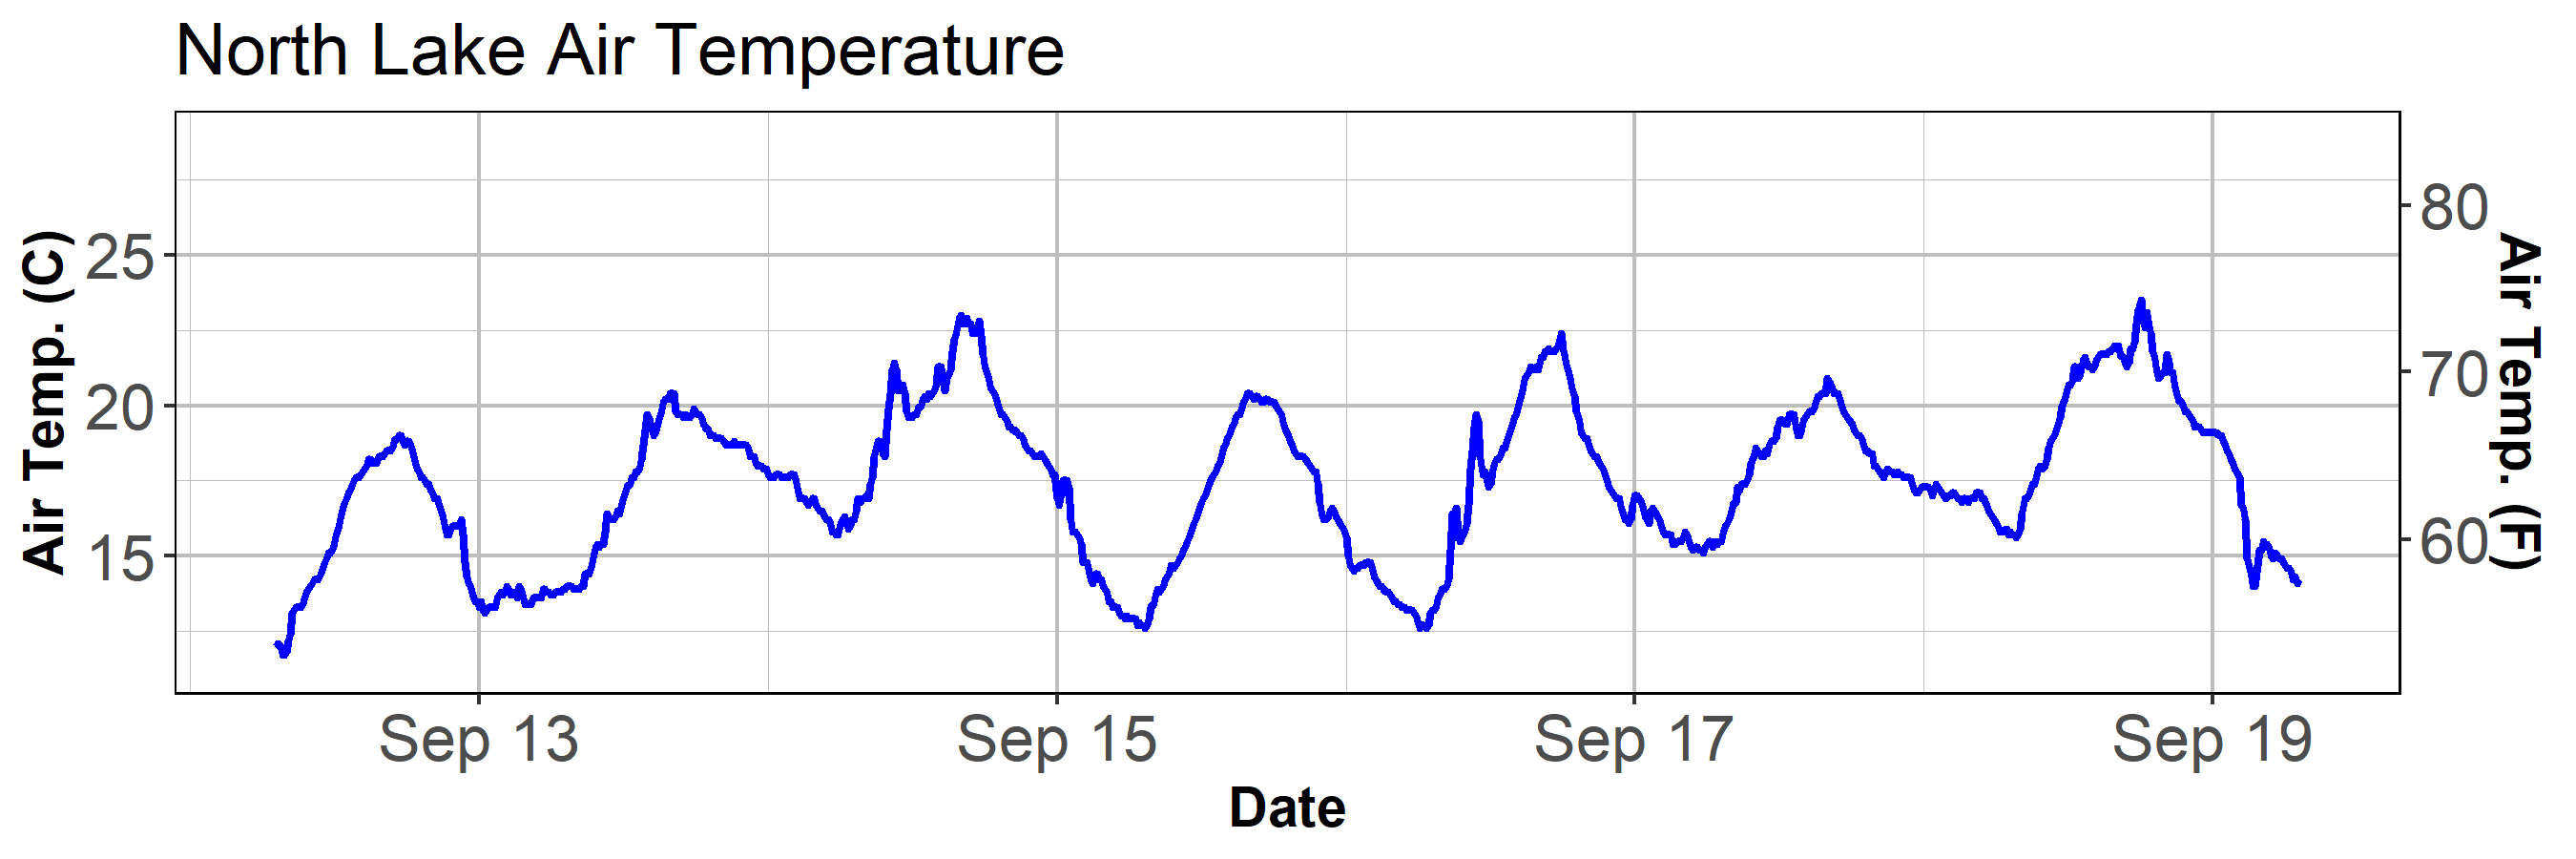 North Lake Air Temperature
Air Temp. (C)
25
20
15
80
70
60
Air Temp. (F)
Sep 13
Sep 15
Sep 17
Sep 19
Date